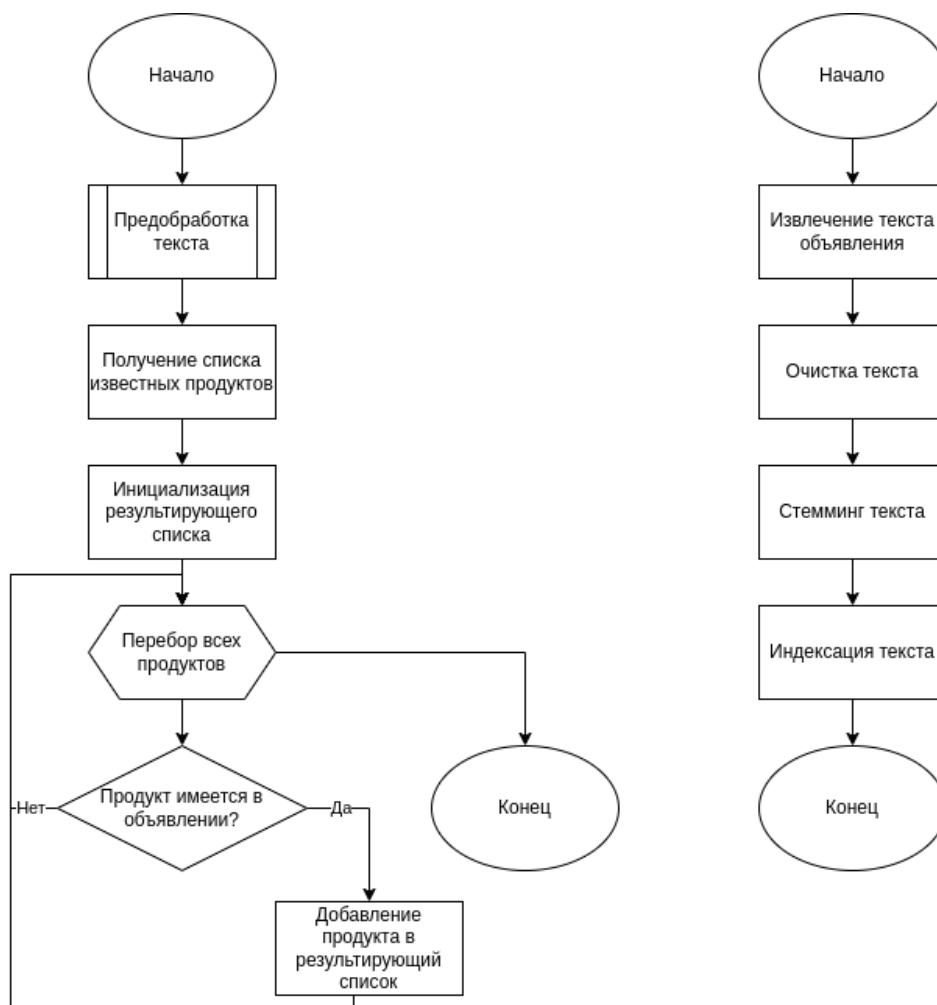 Начало
Предобработка
текста
Получение списка
известных продуктов
Инициализация
результирующего
списка
Перебор всех
продуктов
Продукт имеется в
объявлении?
Нет
Да
Конец
Добавление
продукта в
результирующий
список
Начало
Извлечение текста
объявления
Очистка текста
Стемминг текста
Индексация текста
Конец